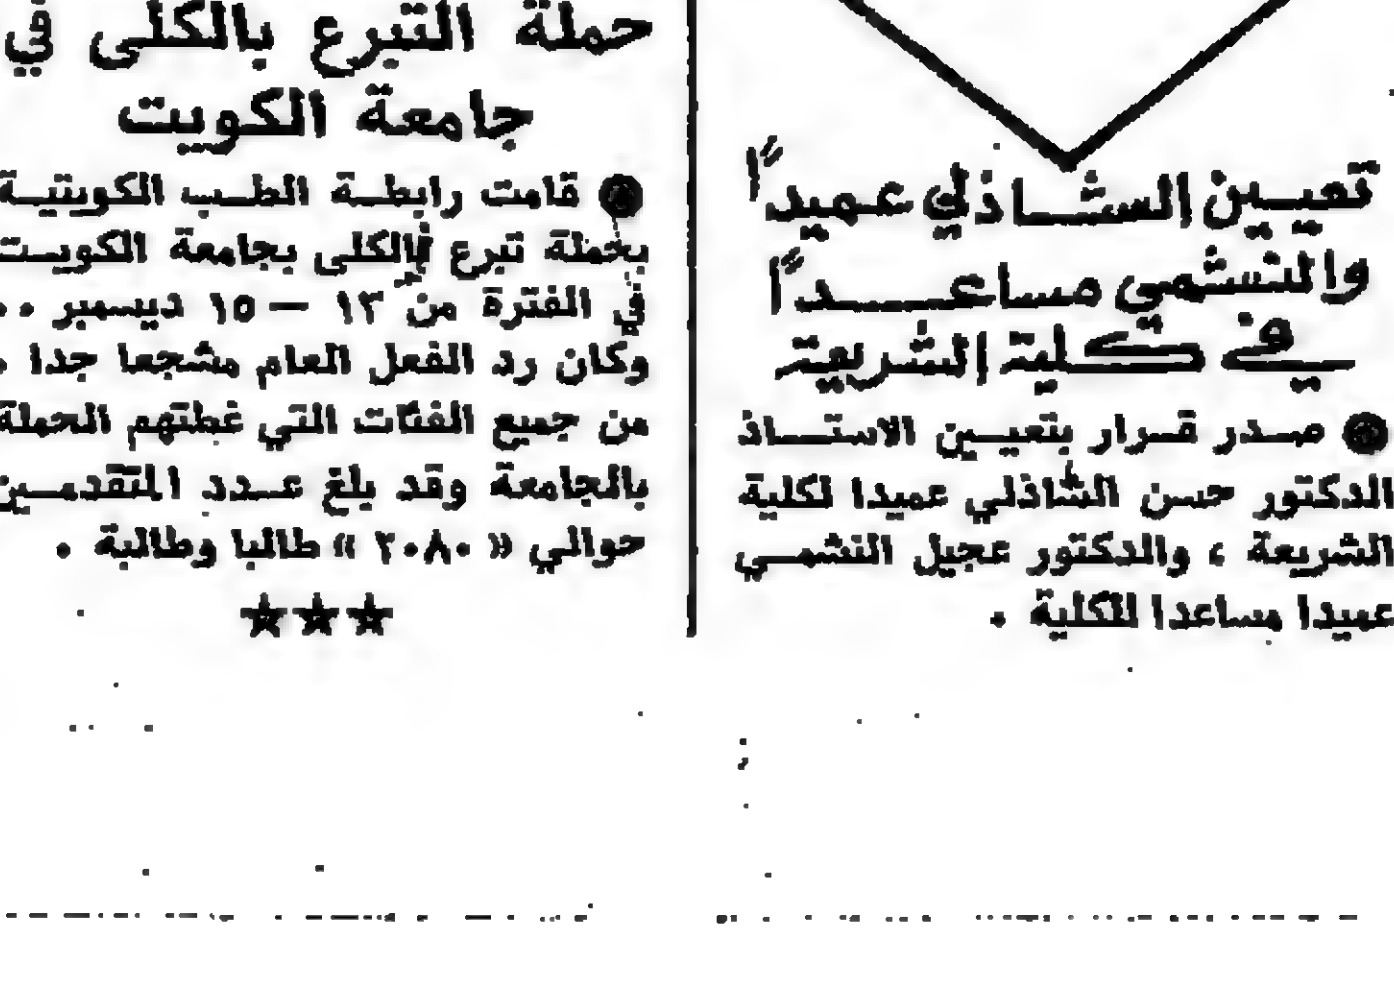 تعيين الشاذلي عميداً
والنشمي مساعداً
في كلية الشريعة
صدر قرار بتعيين الاستاذ
الدكتور حسن الشاذلي عميدا لكلية
الشريعة ، والدكتور عجيل النشمي
عميدا مساعدا للكلية .
حملة التبرع بالكلى في
جامعة الكويت
قامت رابطة الطب الكويتية
بحملة تبرع بالكلى بجامعة الكويت
في الفترة من ١٣ — ١٥ ديسمبر . .
وكان رد الفعل العام مشجعا جدا .
من جميع الفئات التي غطتهم الحملة
بالجامعة وقد بلغ عدد المتقدمين
حوالي « ٢٠٨٠ » طالبا وطالبة .